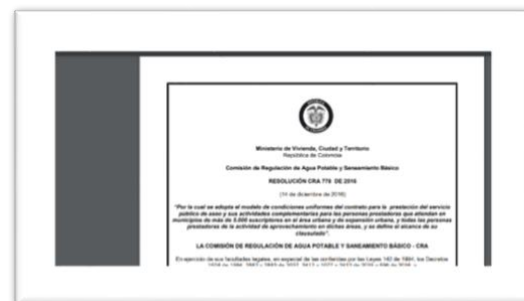 Ministerio de Vivienda, Ciudad y Territorio
República de Colombia
Comisión de Regulación de Agua Potable y Saneamiento Básico
RESOLUCIÓN CRA 778 DE 2016
(14 de diciembre de 2016)
"Por la cual se adopta el modelo de condiciones uniformes del contrato para la prestación del servicio
público de aseo y sus actividades complementarias para las personas prestadoras que atiendan en
municipios de más de 5.000 suscriptores en el área urbana y de expansión urbana, y todas las personas
prestadoras de la actividad de aprovechamiento en dichas áreas, y se define el alcance de su
clausulado".
LA COMISIÓN DE REGULACIÓN DE AGUA POTABLE Y SANEAMIENTO BÁSICO - CRA
En ejercicio de sus facultades legales, en especial de las conferidas por las Leyes 142 de 1994, los Decretos